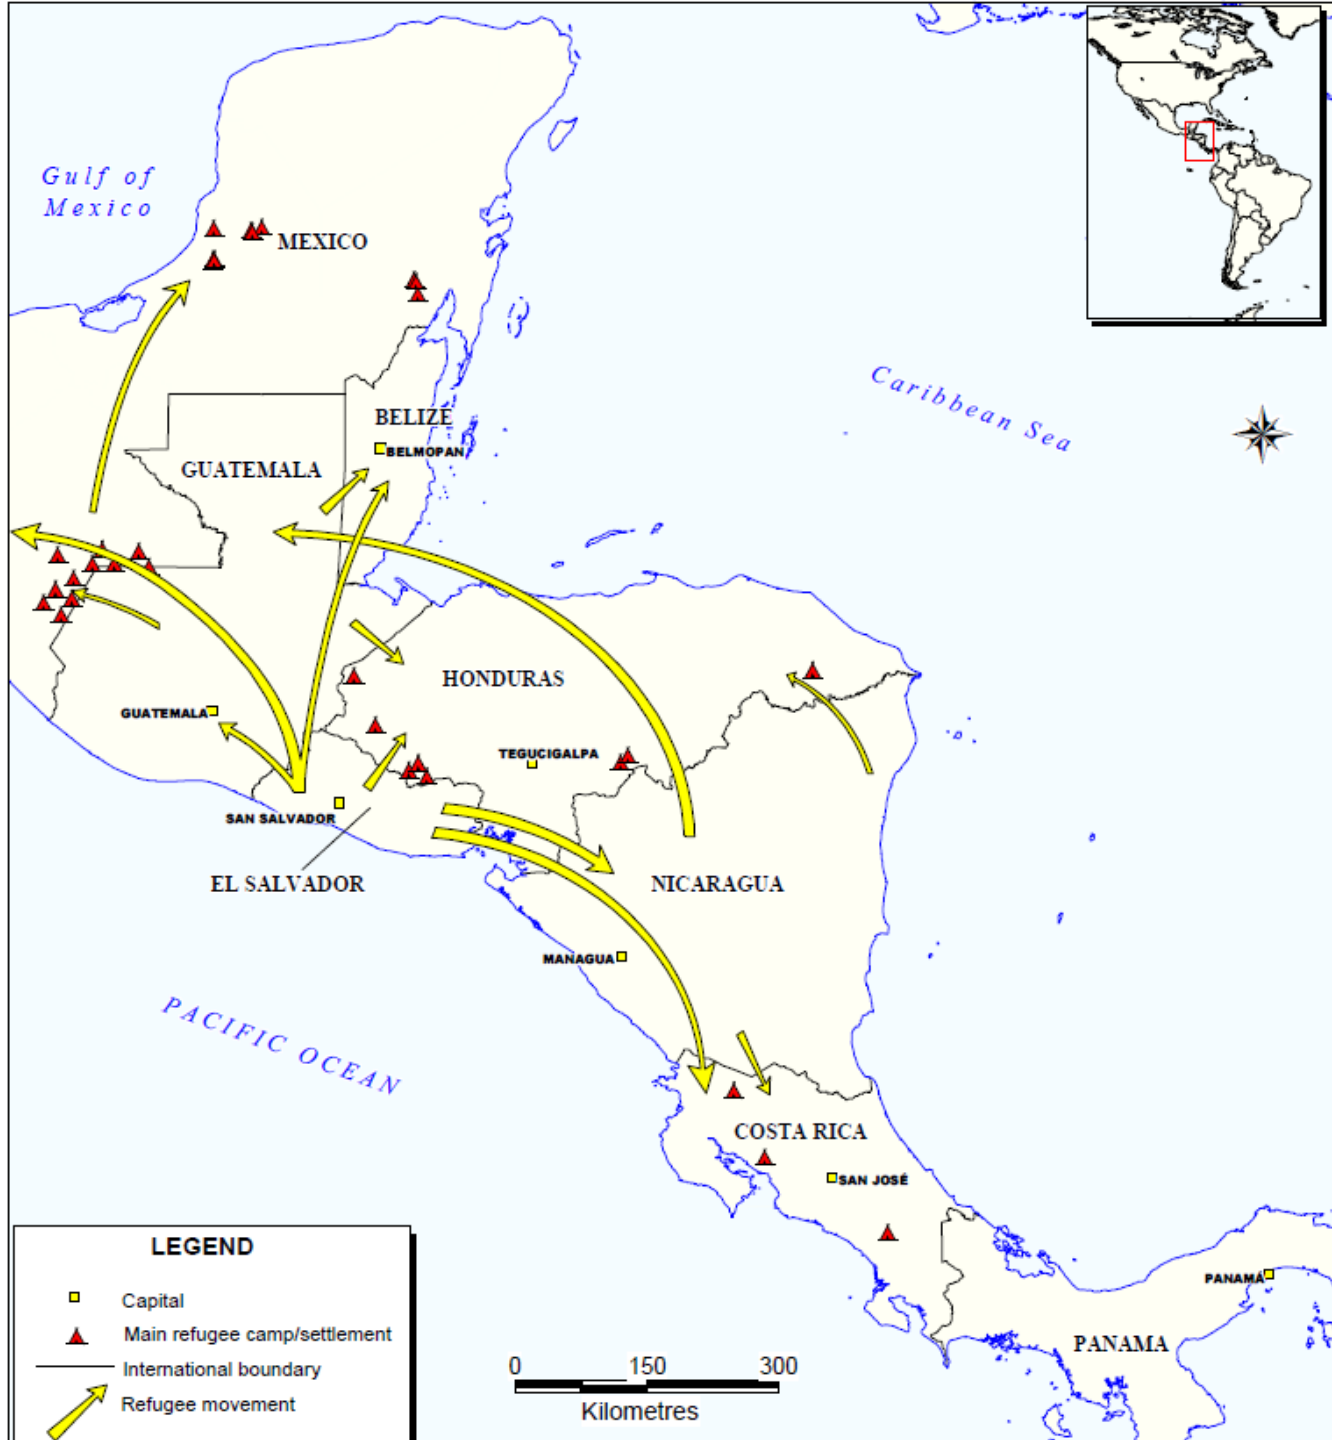 Gulf of
Mexico
MEXICO
Caribbean Sea
BELIZE
BELMOPAN
GUATEMALA
HONDURAS
GUATEMALA
TEGUCIGALPA
SAN SALVADOR
EL SALVADOR
NICARAGUA
MANAGUA
PACIFIC OCEAN
COSTA RICA
SAN JOSÉ
PANAMÁ
PANAMA
LEGEND
Capital
Main refugee camp/settlement
International boundary
Refugee movement
0 150 300
Kilometres